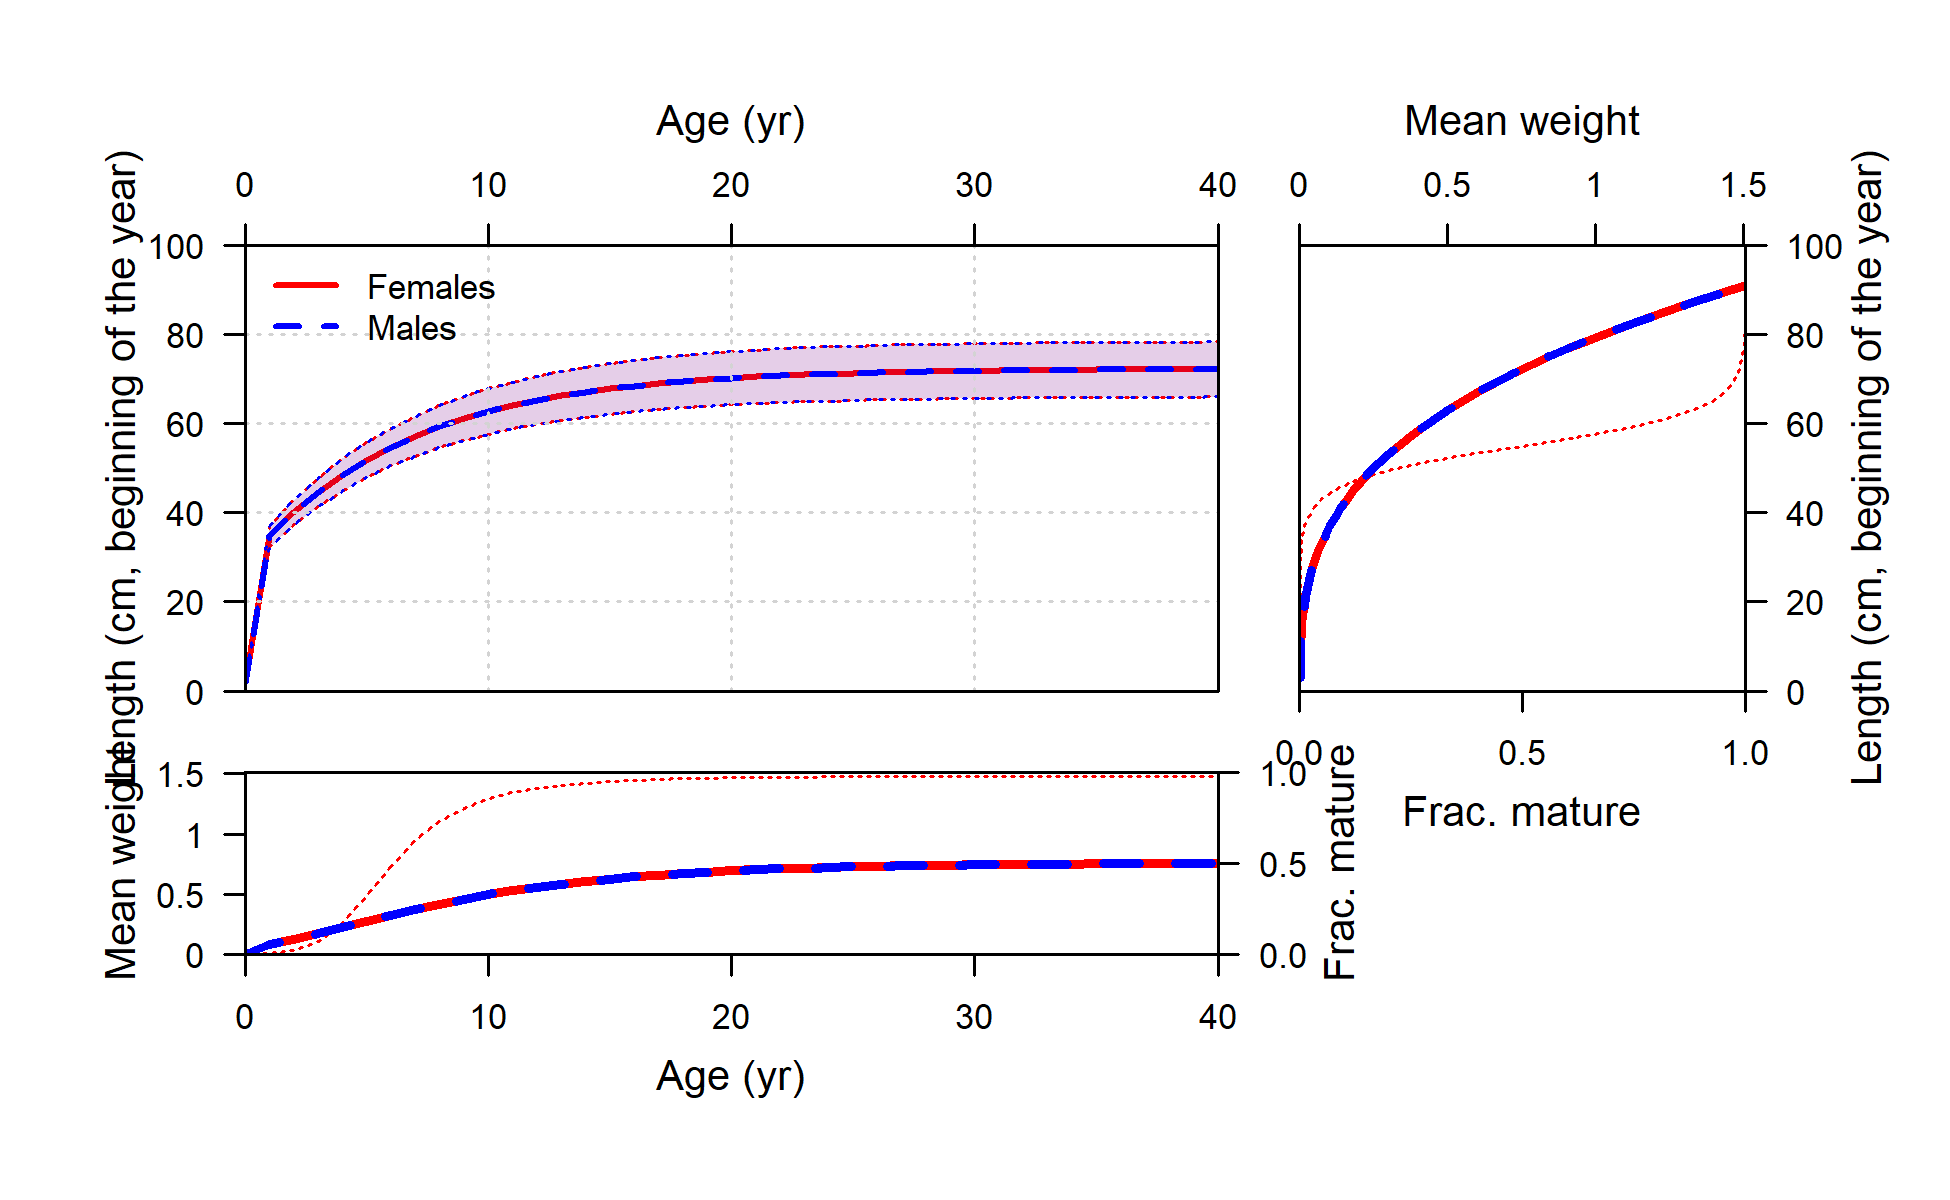 Age (yr)
Mean weight
0 10 20 30 40
0 0.5 1 1.5
Length (cm, beginning of the year)
100
80
60
40
20
0
Females
Males
100
80
60
40
20
0
Length (cm, beginning of the year)
0.0 0.5 1.0
Frac. mature
Mean weight
1.5
1
0.5
0
1.0
0.5
0.0
Frac. mature
0 10 20 30 40
Age (yr)